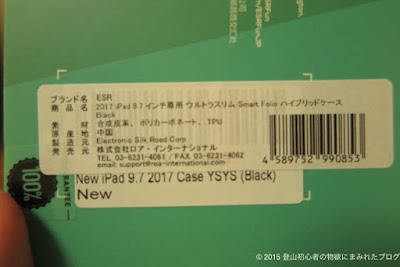 ブランド名 ESR
商品名 2017 iPad 9.7 インチ専用 ウルトラスリム Smart Folio ハイブリッドケース
Black
素材 合成皮革、ポリカーボネート、TPU
原産地 中国
製造元 Electronic Silk Road Corp
発売元 株式会社ロア・インターナショナル
TEL, 03-6231-4061 / FAX 03-6231-4062
email: support@roa-international.com
4589752990853
100%
GUARANTEE
New iPad 9.7 2017 Case YSYS (Black)
New
© 2015 登山初心者の物欲にまみれたブログ